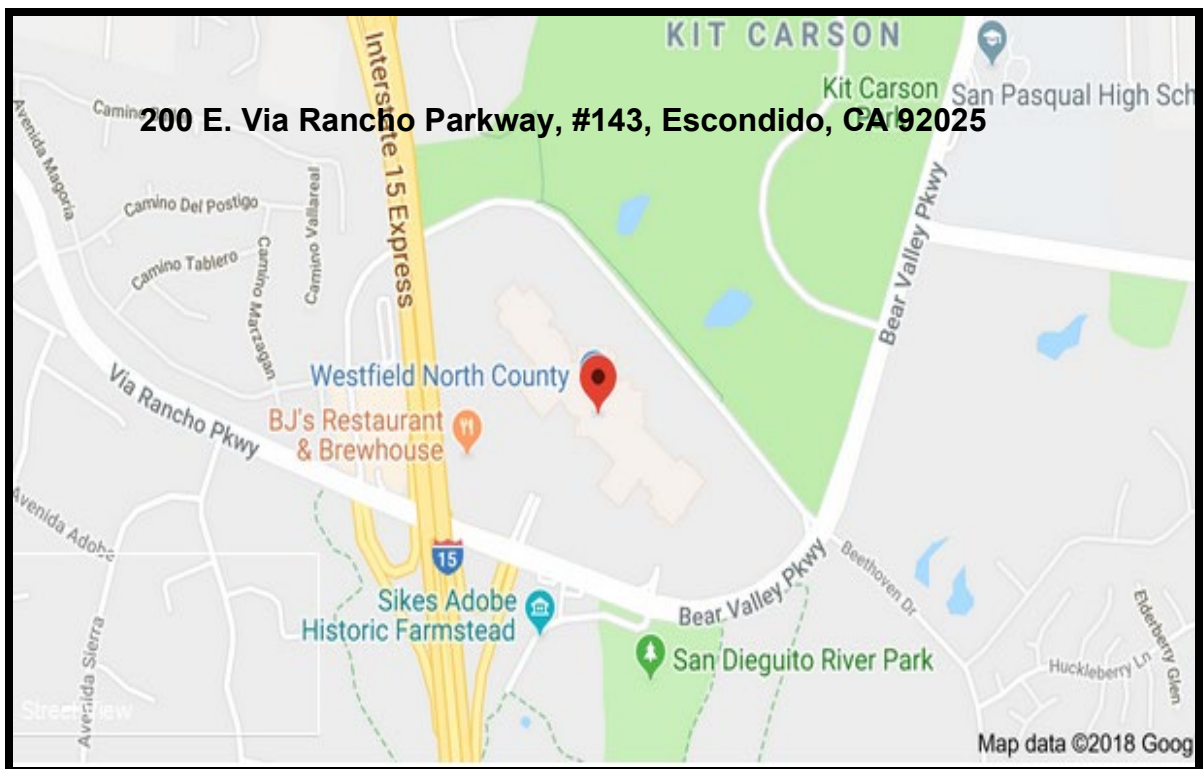 KIT CARSON
Interstate 15 Express
Kit Carson
Park
San Pasqual High Sch
200 E. Via Rancho Parkway, #143, Escondido, CA 92025
Avenida Magoria
Camino Del Postigo
Camino Vallareal
Camino Tablero
Camino Marzagan
Bear Valley Pkwy
Westfield North County
Via Rancho Pkwy
BJ's Restaurant
& Brewhouse
Avenida Adobe
15
Sikes Adobe
Historic Farmstead
Bear Valley Pkwy
Beethoven Dr
San Dieguito River Park
Elderberry Glen
Huckleberry Ln
Avenida Sierra
Street View
Map data ©2018 Goog